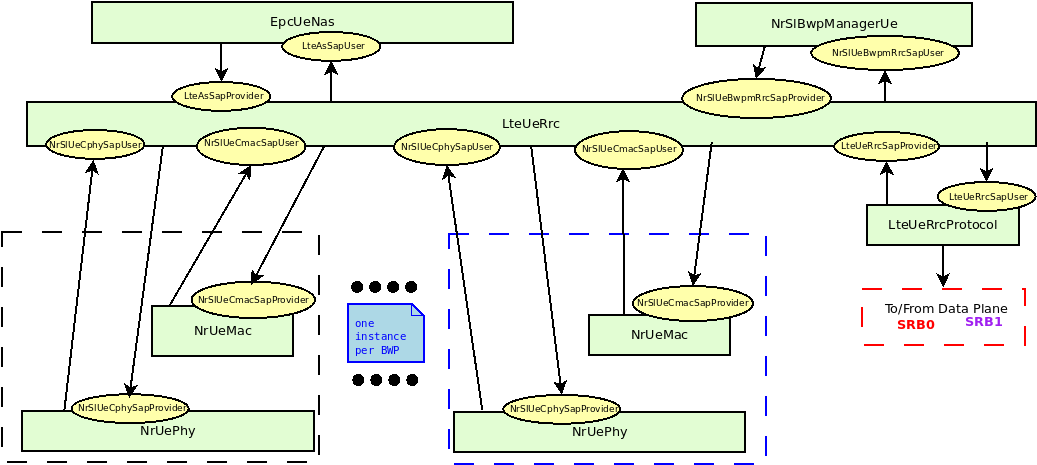 EpcUeNas
NrSlBwpManagerUe
LteAsSapUser
NrSlUeBwpmRrcSapUser
LteAsSapProvider
NrSlUeBwpmRrcSapProvider
LteUeRrc
NrSlUeCphySapUser
NrSlUeCmacSapUser
NrSlUeCphySapUser
NrSlUeCmacSapUser
LteUeRrcSapProvider
LteUeRrcSapUser
LteUeRrcProtocol
NrSlUeCmacSapProvider
NrUeMac
one
instance
per BWP
NrSlUeCmacSapProvider
NrUeMac
To/From Data Plane
SRB0
SRB1
NrSlUeCphySapProvider
NrUePhy
NrSlUeCphySapProvider
NrUePhy